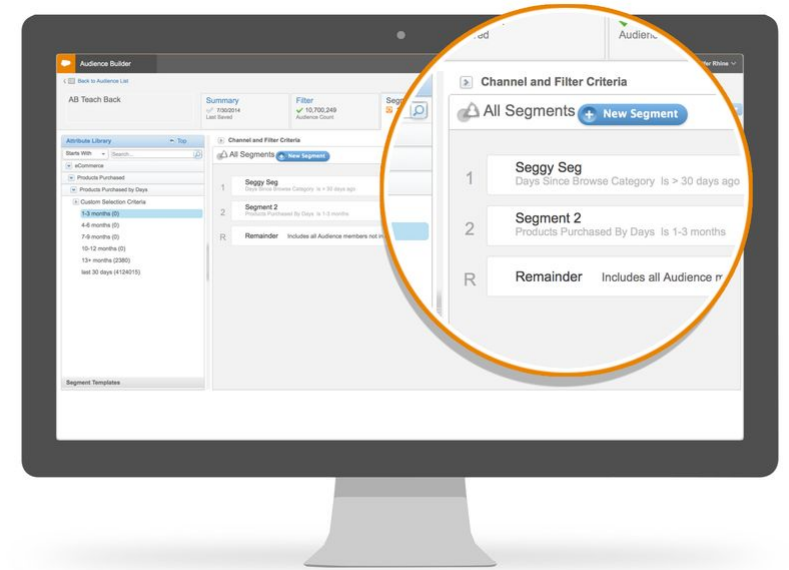 Audience Builder
Back to Audience List
AB Teach Back
Summary
7/30/2014
Last Saved
Filter
10,700,249
Audience Count
Seg
Attribute Library
Top
Starts With
Search...
eCommerce
Products Purchased
Products Purchased by Days
Custom Selection Criteria
1-3 months (0)
4-6 months (0)
7-9 months (0)
10-12 months (0)
13+ months (2380)
last 30 days (4124015)
Segment Templates
Channel and Filter Criteria
All Segments New Segment
1 Seggy Seg
Days Since Browse Category Is > 30 days ago
2 Segment 2
Products Purchased By Days Is 1-3 months
R Remainder Includes all Audience members not m
Rhine
ed
Audienc
Channel and Filter Criteria
All Segments New Segment
1 Seggy Seg
Days Since Browse Category Is > 30 days ago
2 Segment 2
Products Purchased By Days Is 1-3 months
R Remainder Includes all Audience m